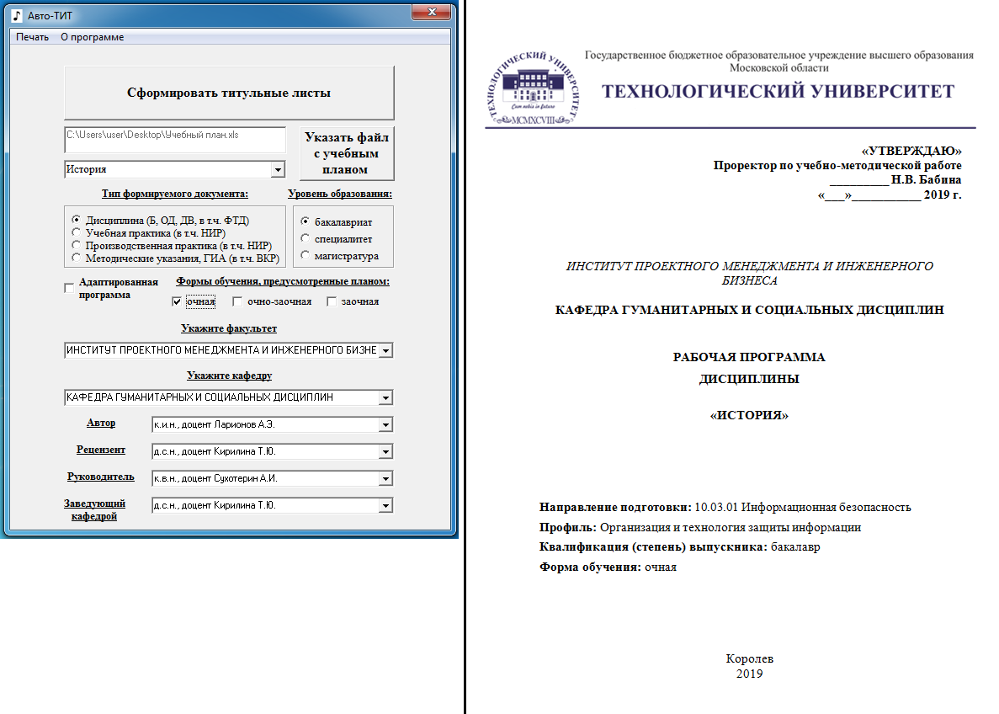 Авто-ТИТ
Печать О программе
Сформировать титульные листы
C:\Users\user\Desktop\Учебный план.xls
Указать файл
с учебным
планом
История
Тип формируемого документа:
Уровень образования:
Дисциплина (Б, ОД, ДВ, в т.ч. ФТД)
Учебная практика (в т.ч. НИР)
Производственная практика (в т.ч. НИР)
Методические указания, ГИА (в т.ч. ВКР)
бакалавриат
специалитет
магистратура
Адаптированная
программа
Формы обучения, предусмотренные планом:
очная очно-заочная заочная
Укажите факультет
ИНСТИТУТ ПРОЕКТНОГО МЕНЕДЖМЕНТА И ИНЖЕНЕРНОГО БИЗНЕ
Укажите кафедру
КАФЕДРА ГУМАНИТАРНЫХ И СОЦИАЛЬНЫХ ДИСЦИПЛИН
Автор к.и.н., доцент Ларионов А.Э.
Рецензент д.с.н., доцент Кирилина Т.Ю.
Руководитель к.в.н., доцент Сухотерин А.И.
Заведующий
кафедрой
д.с.н., доцент Кирилина Т.Ю.
ТЕХНОЛОГИЧЕСКИЙ УНИВЕРСИТЕТ
Cum nobis in future
MCMXCVIII
Государственное бюджетное образовательное учреждение высшего образования
Московской области
ТЕХНОЛОГИЧЕСКИЙ УНИВЕРСИТЕТ
«УТВЕРЖДАЮ»
Проректор по учебно-методической работе
__________ Н.В. Бабина
«___»____________ 2019 г.
ИНСТИТУТ ПРОЕКТНОГО МЕНЕДЖМЕНТА И ИНЖЕНЕРНОГО
БИЗНЕСА
КАФЕДРА ГУМАНИТАРНЫХ И СОЦИАЛЬНЫХ ДИСЦИПЛИН
РАБОЧАЯ ПРОГРАММА
ДИСЦИПЛИНЫ
«ИСТОРИЯ»
Направление подготовки: 10.03.01 Информационная безопасность
Профиль: Организация и технология защиты информации
Квалификация (степень) выпускника: бакалавр
Форма обучения: очная
Королев
2019